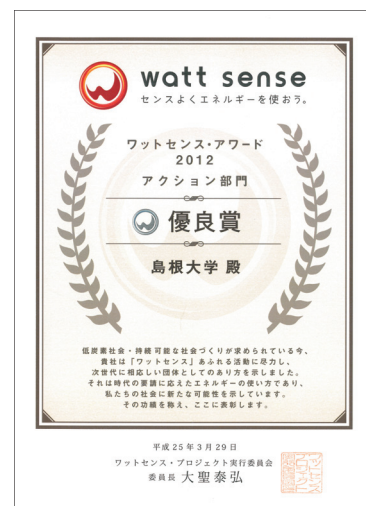 watt sense
センスよくエネルギーを使おう。
ワットセンス・アワード
2012
アクション部門
優良賞
島根大学 殿
低炭素社会・持続可能な社会づくりが求められている今、
貴社は「ワットセンス」あふれる活動に尽力し、
次世代に相応しい団体としてのあり方を示しました。
それは時代の要請に応えたエネルギーの使い方であり、
私たちの社会に新たな可能性を示しています。
その功績を称え、ここに表彰します。
平成25年3月29日
ワットセンス・プロジェクト実行委員会
委員長 大聖泰弘